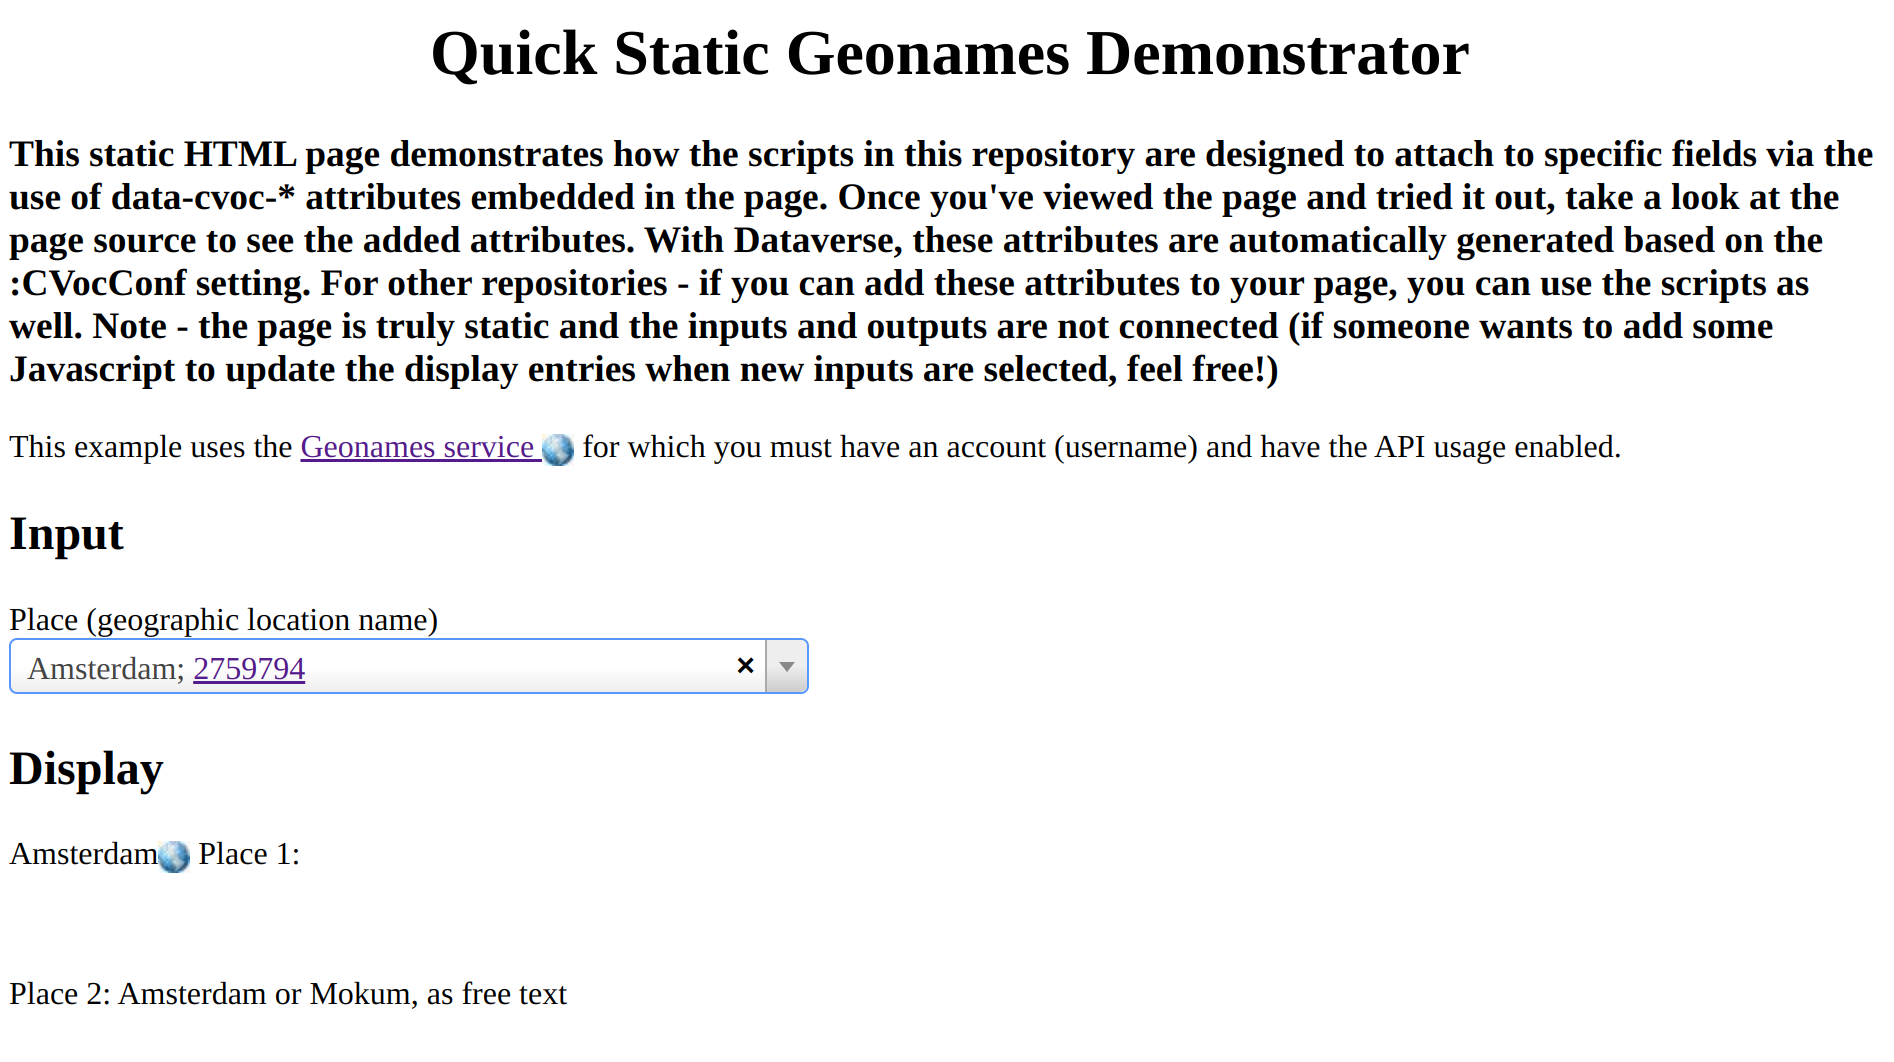 Quick Static Geonames Demonstrator
This static HTML page demonstrates how the scripts in this repository are designed to attach to specific fields via the
use of data-cvoc-* attributes embedded in the page. Once you've viewed the page and tried it out, take a look at the
page source to see the added attributes. With Dataverse, these attributes are automatically generated based on the
:CVocConf setting. For other repositories - if you can add these attributes to your page, you can use the scripts as
well. Note - the page is truly static and the inputs and outputs are not connected (if someone wants to add some
Javascript to update the display entries when new inputs are selected, feel free!)
This example uses the Geonames service for which you must have an account (username) and have the API usage enabled.
Input
Place (geographic location name)
Amsterdam; 2759794
Display
Amsterdam Place 1:
Place 2: Amsterdam or Mokum, as free text